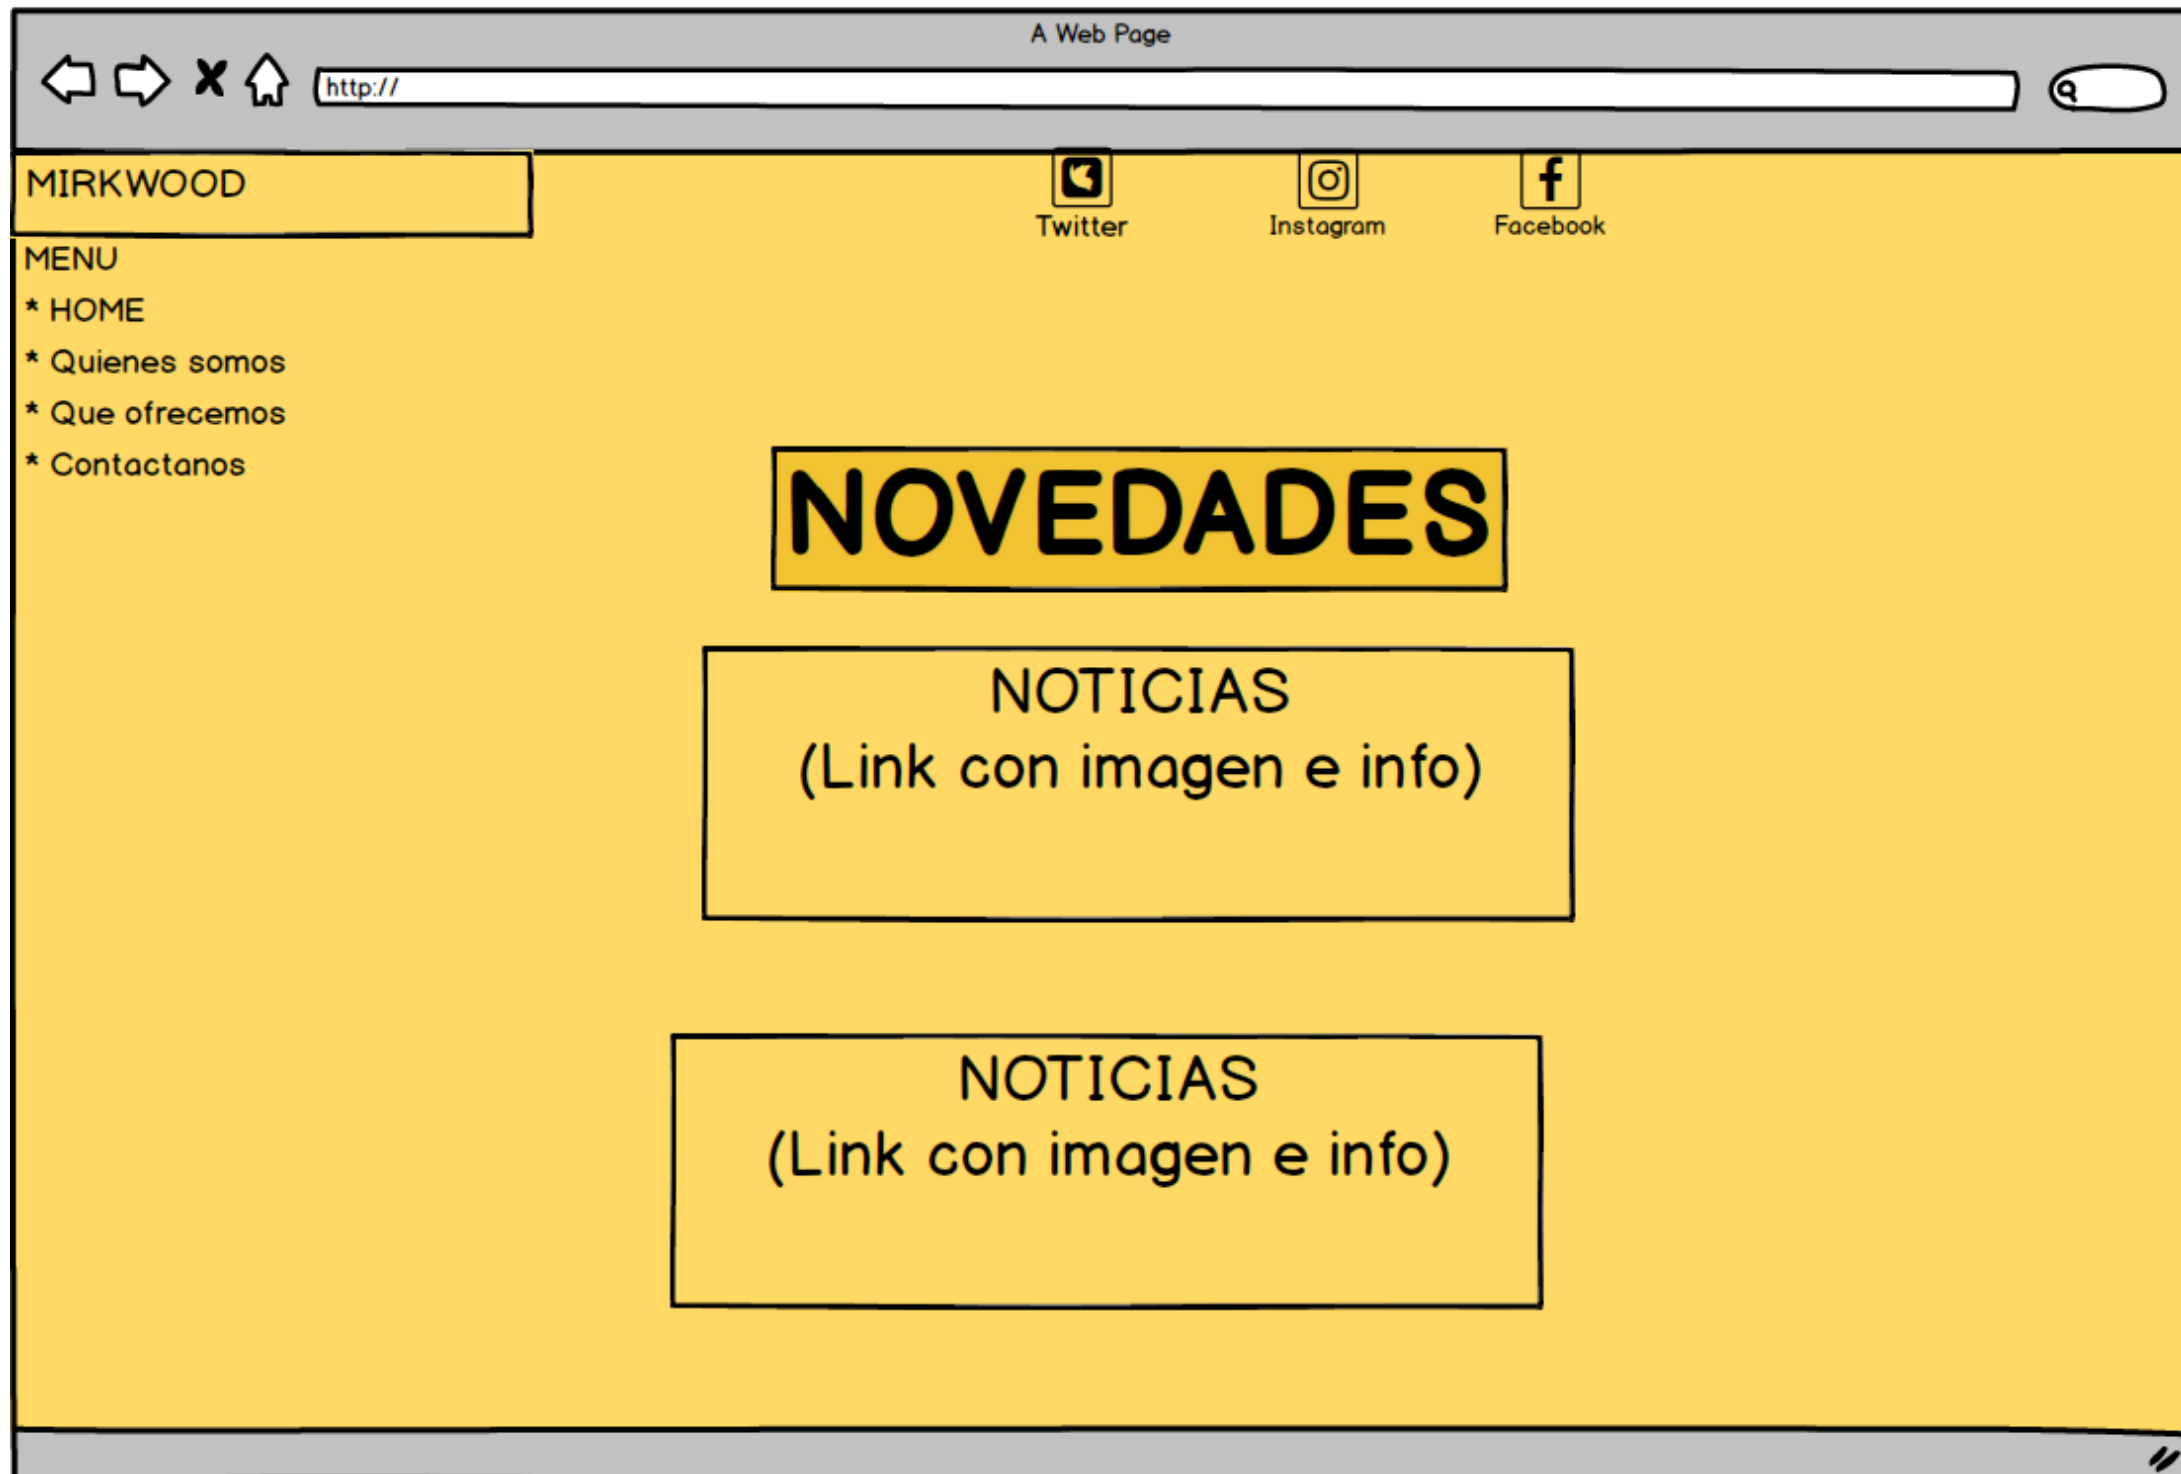 A Web Page
http://
MIRKWOOD
Twitter
Instagram
Facebook
MENU
* HOME
* Quienes somos
* Que ofrecemos
* Contactanos
NOVEDADES
NOTICIAS
(Link con imagen e info)
NOTICIAS
(Link con imagen e info)